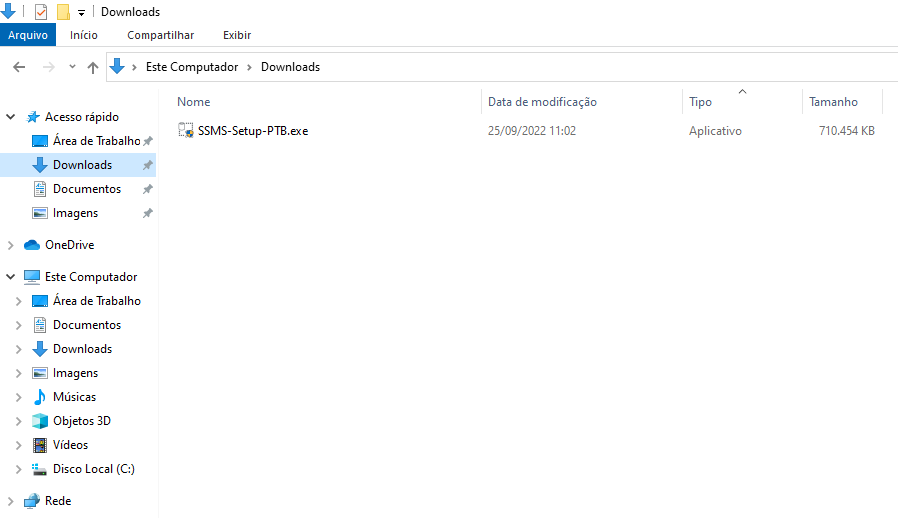 Downloads
Arquivo Início Compartilhar Exibir
Este Computador Downloads
Nome Data de modificação Tipo Tamanho
SSMS-Setup-PTB.exe 25/09/2022 11:02 Aplicativo 710.454 KB
Acesso rápido
Área de Trabalho
Downloads
Documentos
Imagens
OneDrive
Este Computador
Área de Trabalho
Documentos
Downloads
Imagens
Músicas
Objetos 3D
Vídeos
Disco Local (C:)
Rede